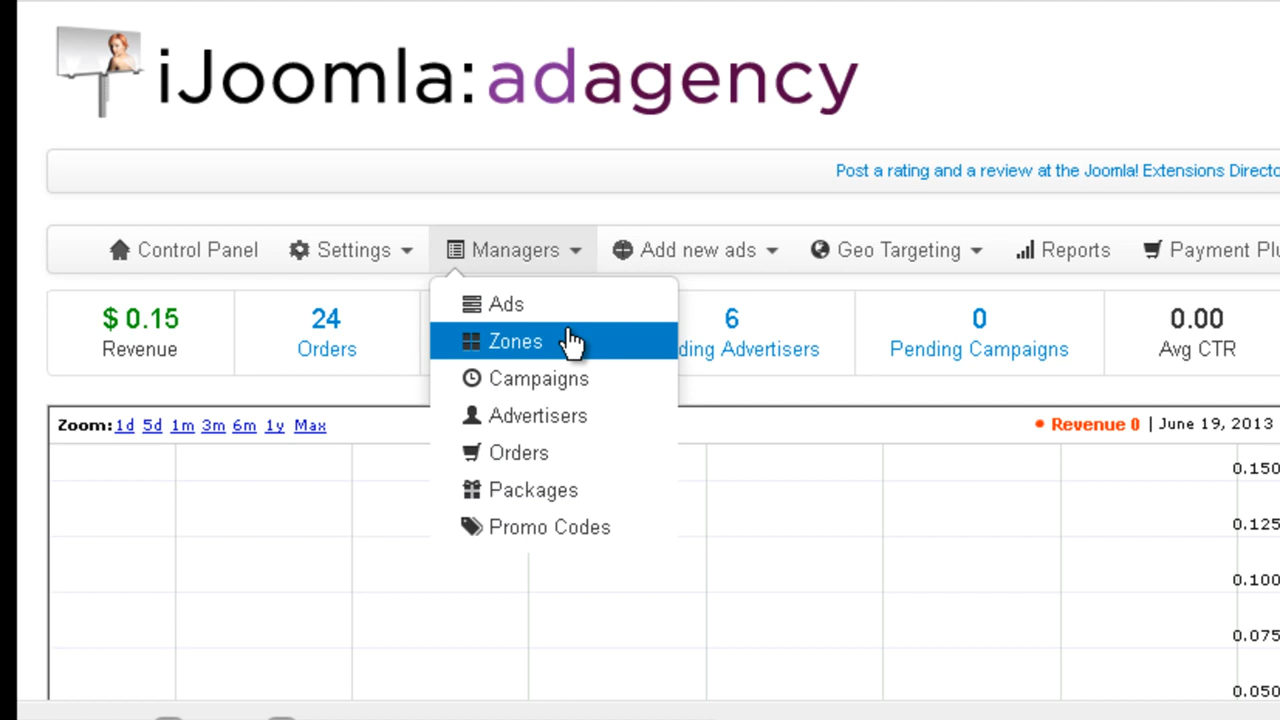 iJoomla: adagency
Post a rating and a review at the Joomla! Extensions
Control Panel Settings Managers Add new ads Geo Targeting Reports Payment
$ 0.15 24 6 0 0.00
Revenue Orders Advertisers Pending Campaigns Avg CTR
Ads
Zones
Campaigns
Advertisers
Orders
Packages
Promo Codes
Zoom: 1d 5d 1m 3m 6m 1y Max Revenue 0 | June 19, 2013
0.150
0.125
0.100
0.075
0.050